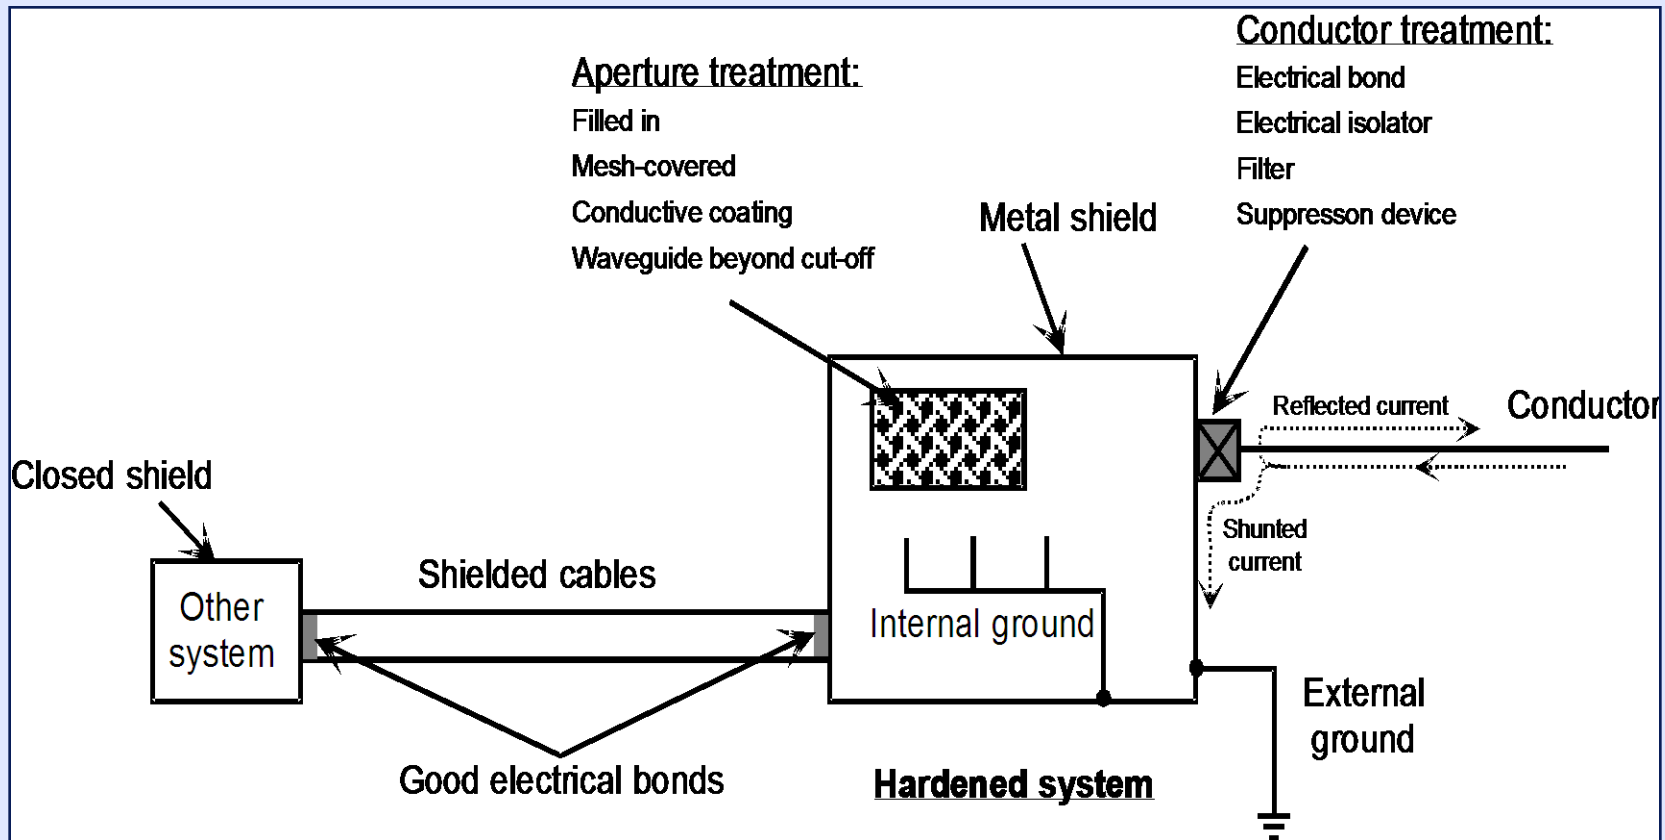 Conductor treatment:
Electrical bond
Electrical isolator
Filter
Suppresson device
Aperture treatment:
Filled in
Mesh-covered
Conductive coating
Waveguide beyond cut-off
Metal shield
Reflected current
Conductor
Closed shield
Shunted
current
Shielded cables
Other
system
Internal ground
External
ground
Good electrical bonds
Hardened system